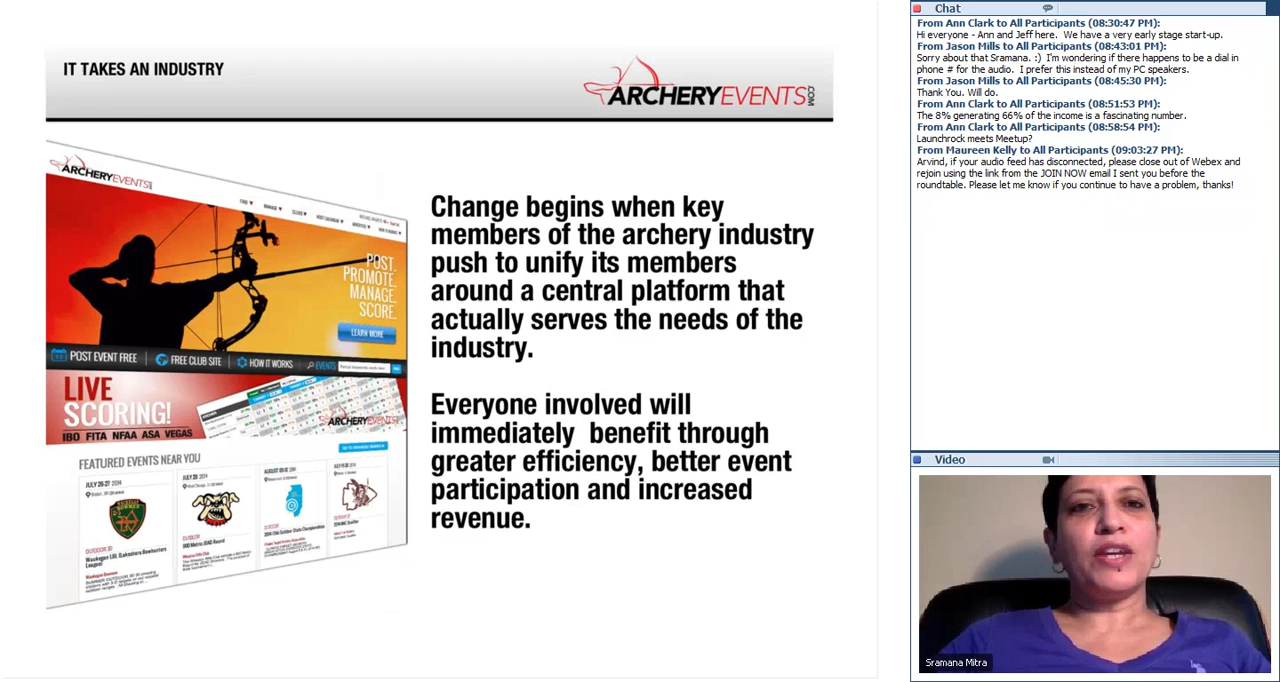 IT TAKES AN INDUSTRY
ARCHERYEVENTS.COM
ARCHERYEVENTS
POST.
PROMOTE.
MANAGE.
SCORE.
LEARN MORE
POST EVENT FREE
FREE CLUB SITE
HOW IT WORKS
EVENTS
LIVE
SCORING!
IBO FITA NFAA ASA VEGAS
ARCHERYEVENTS
FEATURED EVENTS NEAR YOU
JULY 26-27 2014
OUTDOOR 3D
JULY 26 2014
OUTDOOR
Change begins when key
members of the archery industry
push to unify its members
around a central platform that
actually serves the needs of the
industry.
Everyone involved will
immediately benefit through
greater efficiency, better event
participation and increased
revenue.
Chat
From Ann Clark to All Participants (08:30:47 PM):
Hi everyone - Ann and Jeff here. We have a very early stage start-up.
From Jason Mills to All Participants (08:43:01 PM):
Sorry about that Sramana. :) I'm wondering if there happens to be a dial in
phone # for the audio. I prefer this instead of my PC speakers.
From Jason Mills to All Participants (08:45:30 PM):
Thank You. Will do.
From Ann Clark to All Participants (08:51:53 PM):
The 8% generating 66% of the income is a fascinating number.
From Ann Clark to All Participants (08:58:54 PM):
Launchrock meets Meetup?
From Maureen Kelly to All Participants (09:03:27 PM):
Arvind, if your audio feed has disconnected, please close out of Webex and
rejoin using the link from the JOIN NOW email I sent you before the
roundtable. Please let me know if you continue to have a problem, thanks!
Video
Sramana Mitra